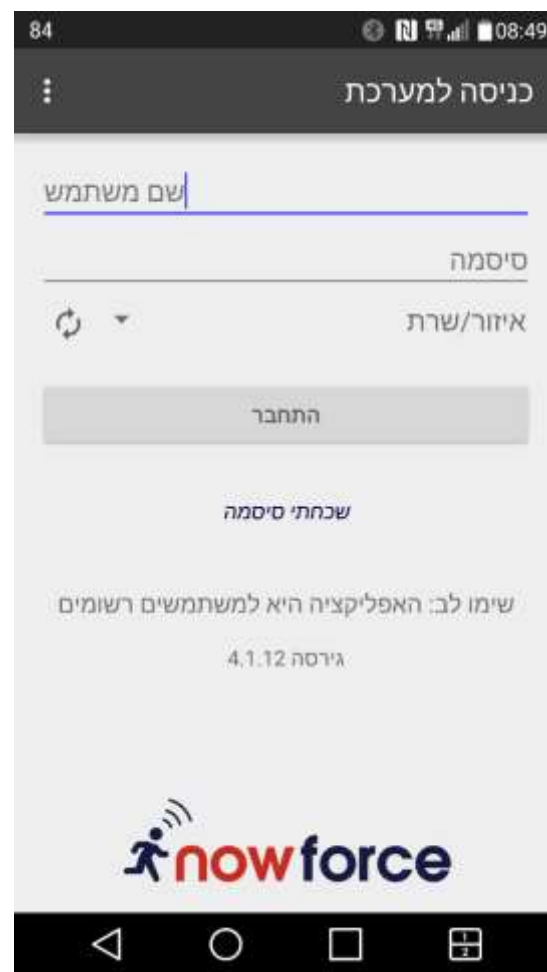 84 08:49
כניסה למערכת
שם משתמש
סיסמה
איזור/שרת
התחבר
שכחתי סיסמה
שימו לב: האפליקציה היא למשתמשים רשומים
גירסה 4.1.12
nowforce